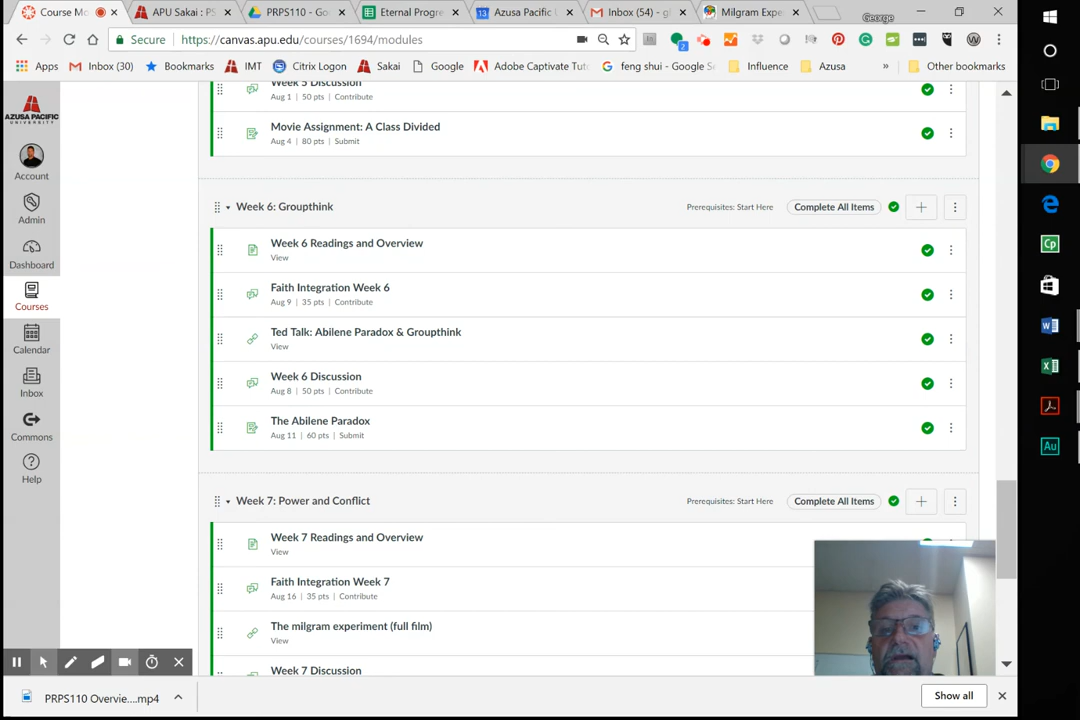 Course M
APU Sakai : PS
PRPS110 - Go
Eternal Progre
Azusa Pacific L
Inbox (54) - gl
Milgram Exp
George
Secure | https://canvas.apu.edu/courses/1694/modules
2
Apps
Inbox (30)
Bookmarks
IMT
Citrix Logon
Sakai
Google
Adobe Captivate Tut
feng shui - Google S
Influence
Azusa
»
Other bookmarks
AZUSA PACIFIC
UNIVERSITY
Account
Admin
Dashboard
Courses
Calendar
Inbox
Commons
Help
Week 5 Discussion
Aug 1 | 50 pts | Contribute
Movie Assignment: A Class Divided
Aug 4 | 80 pts | Submit
Week 6: Groupthink
Prerequisites: Start Here
Complete All Items
Week 6 Readings and Overview
View
Faith Integration Week 6
Aug 9 | 35 pts | Contribute
Ted Talk: Abilene Paradox & Groupthink
View
Week 6 Discussion
Aug 8 | 50 pts | Contribute
The Abilene Paradox
Aug 11 | 60 pts | Submit
Week 7: Power and Conflict
Prerequisites: Start Here
Complete All Items
Week 7 Readings and Overview
View
Faith Integration Week 7
Aug 16 | 35 pts | Contribute
The milgram experiment (full film)
View
Week 7 Discussion
PRPS110 Overvie....mp4
Show all
Cp
Au